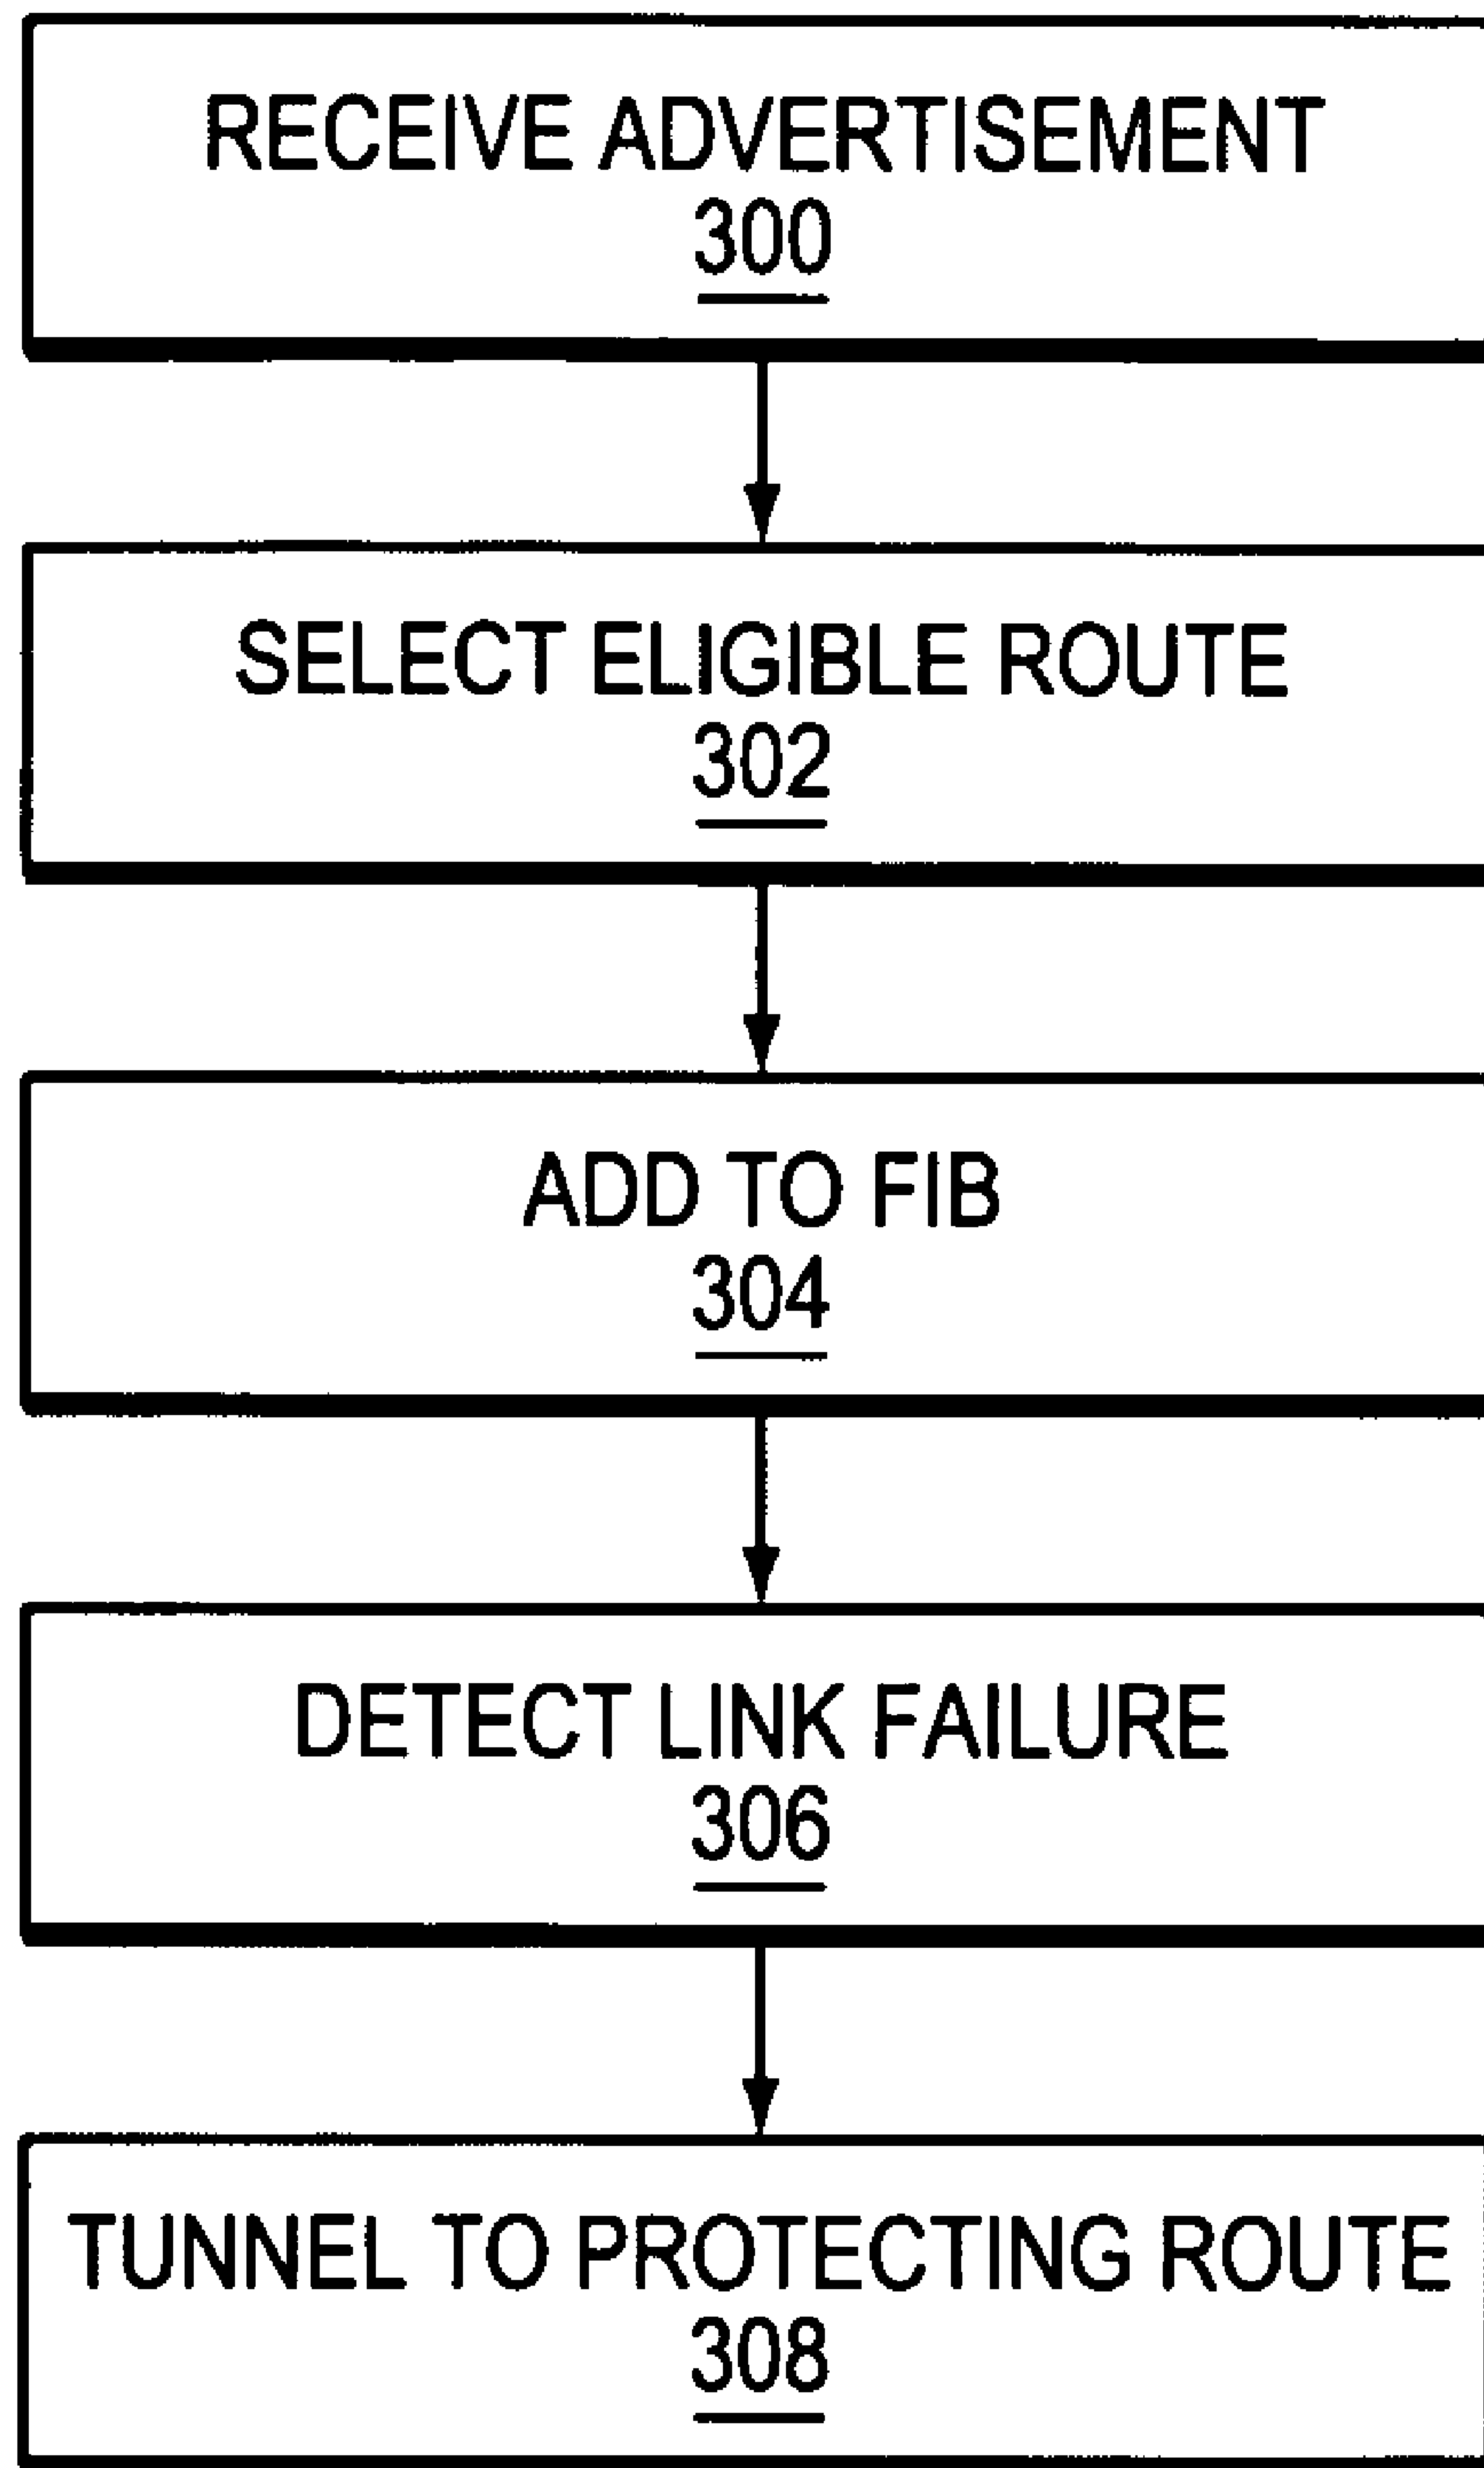 RECEIVE ADVERTISEMENT
300
SELECT ELIGIBLE ROUTE
302
ADD TO FIB
304
DETECT LINK FAILURE
306
TUNNEL TO PROTECTING ROUTE
308